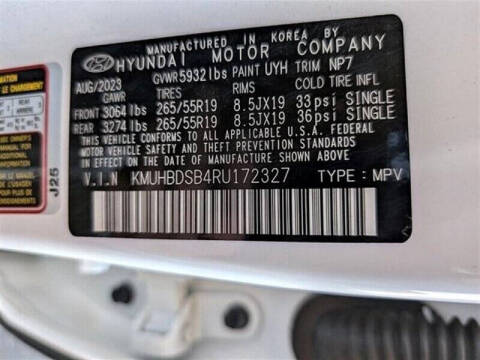 MANUFACTURED IN KOREA BY
HYUNDAI MOTOR COMPANY
AUG/2023 GVWR 5932 lbs PAINT UYH TRIM NP7
GAWR TIRES RIMS COLD TIRE INFL
FRONT 3064 lbs 265/55R19 8.5JX19 33psi SINGLE
REAR 3274 lbs 265/55R19 8.5JX19 36psi SINGLE
THIS VEHICLE CONFORMS TO ALL APPLICABLE U.S.A. FEDERAL
MOTOR VEHICLE SAFETY, BUMPER, AND THEFT PREVENTION STANDARDS
IN EFFECT ON THE DATE OF MANUFACTURE SHOWN ABOVE.
V.I.N KMUHBDSB4RU172327 TYPE: MPV
J25